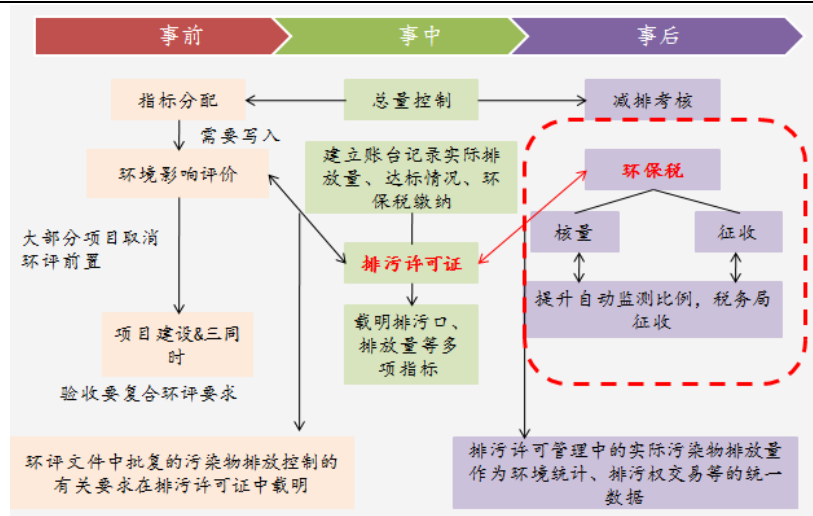 事前
事中
事后
指标分配
总量控制
减排考核
需要写入
环境影响评价
建立账台记录实际排
放量、达标情况、环
保税缴纳
环保税
大部分项目取消
环评前置
排污许可证
核量
征收
提升自动监测比例，税务局
征收
项目建设&三同
时
载明排污口、
排放量等多
项指标
验收要复合环评要求
环评文件中批复的污染物排放控制的
有关要求在排污许可证中载明
排污许可管理中的实际污染物排放量
作为环境统计、排污权交易等的统一
数据